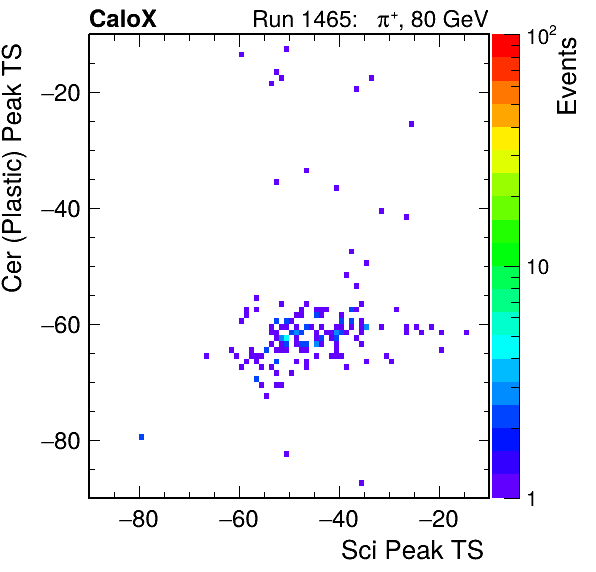 CaloX Run 1465: π⁺, 80 GeV
Cer (Plastic) Peak TS
−20
−40
−60
−80
−80 −60 −40 −20
Sci Peak TS
10²
10
1
Events